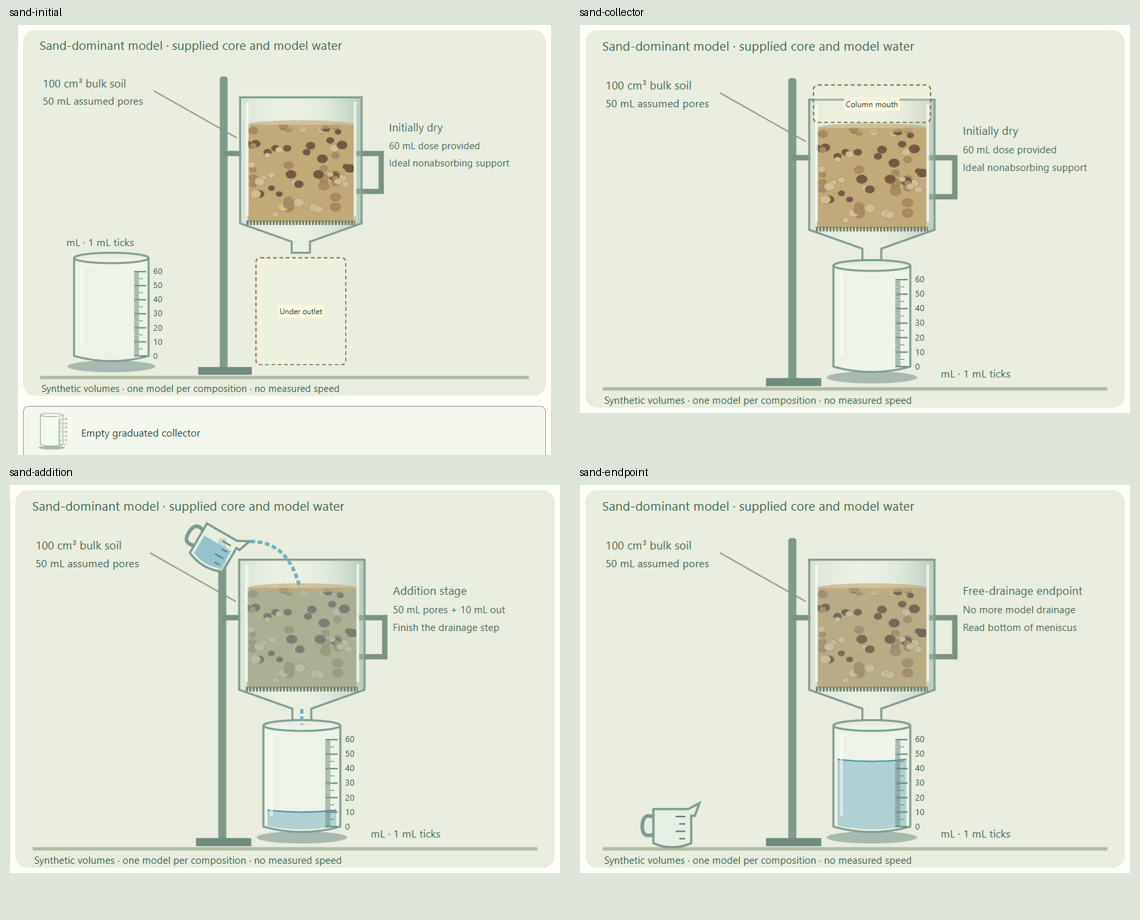 sand-initial
Sand-dominant model · supplied core and model water
100 cm³ bulk soil
50 mL assumed pores
Initially dry
60 mL dose provided
Ideal nonabsorbing support
mL · 1 mL ticks
60
50
40
30
20
10
0
Under outlet
Synthetic volumes · one model per composition · no measured speed
Empty graduated collector
sand-collector
Sand-dominant model · supplied core and model water
100 cm³ bulk soil
50 mL assumed pores
Column mouth
Initially dry
60 mL dose provided
Ideal nonabsorbing support
60
50
40
30
20
10
0
mL · 1 mL ticks
Synthetic volumes · one model per composition · no measured speed
sand-addition
Sand-dominant model · supplied core and model water
100 cm³ bulk soil
50 mL assumed pores
Addition stage
50 mL pores + 10 mL out
Finish the drainage step
60
50
40
30
20
10
0
mL · 1 mL ticks
Synthetic volumes · one model per composition · no measured speed
sand-endpoint
Sand-dominant model · supplied core and model water
100 cm³ bulk soil
50 mL assumed pores
Free-drainage endpoint
No more model drainage
Read bottom of meniscus
60
50
40
30
20
10
0
mL · 1 mL ticks
Synthetic volumes · one model per composition · no measured speed